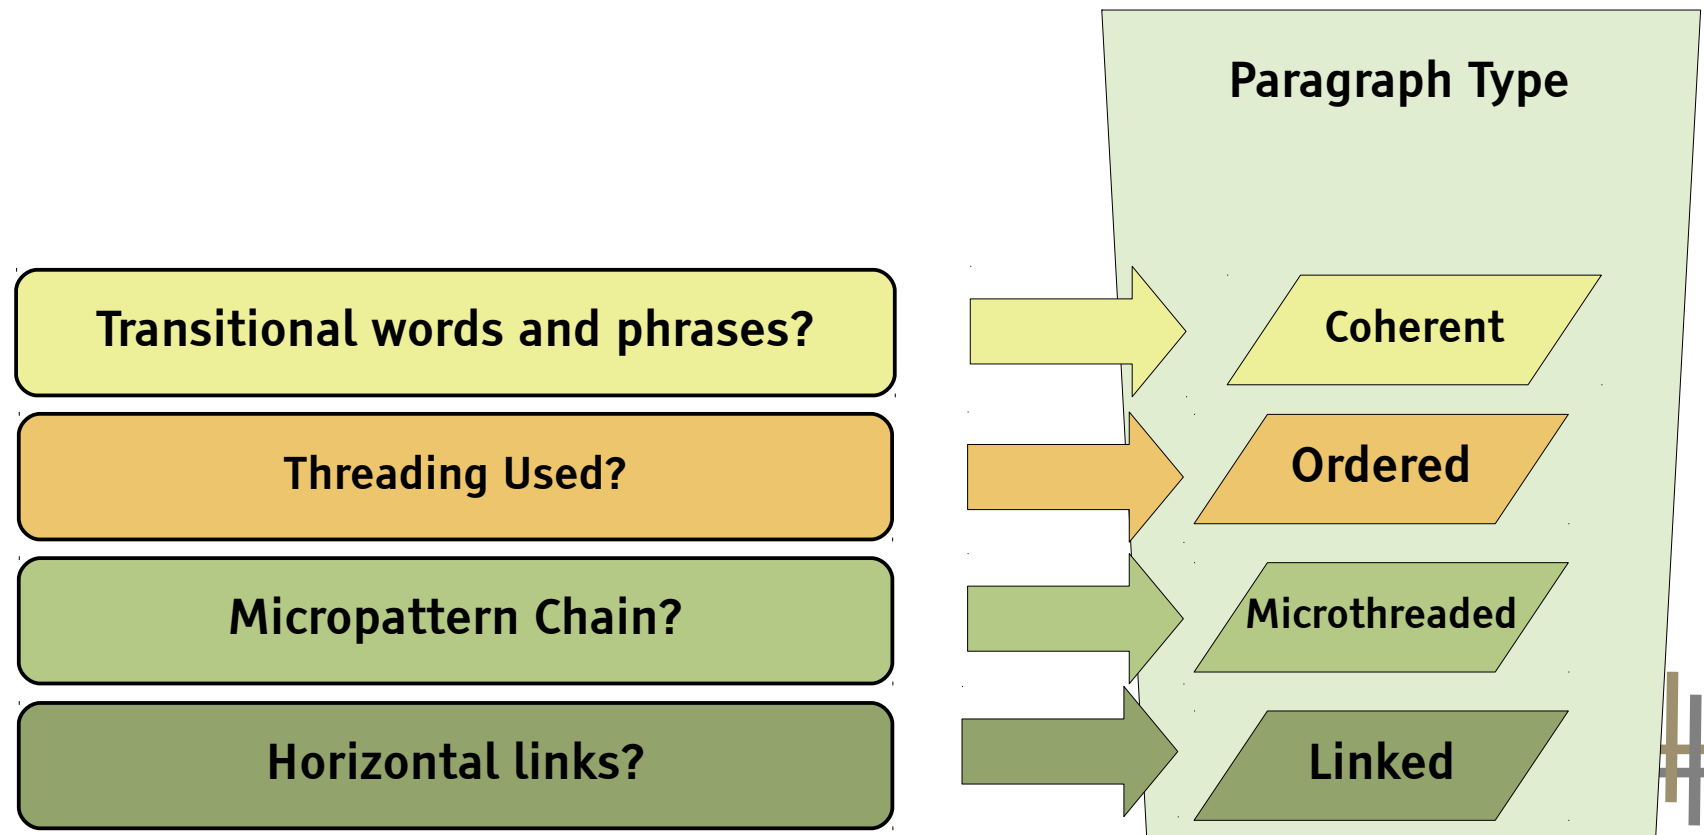 Paragraph Type
Transitional words and phrases?
Coherent
Threading Used?
Ordered
Micropattern Chain?
Microthreaded
Horizontal links?
Linked